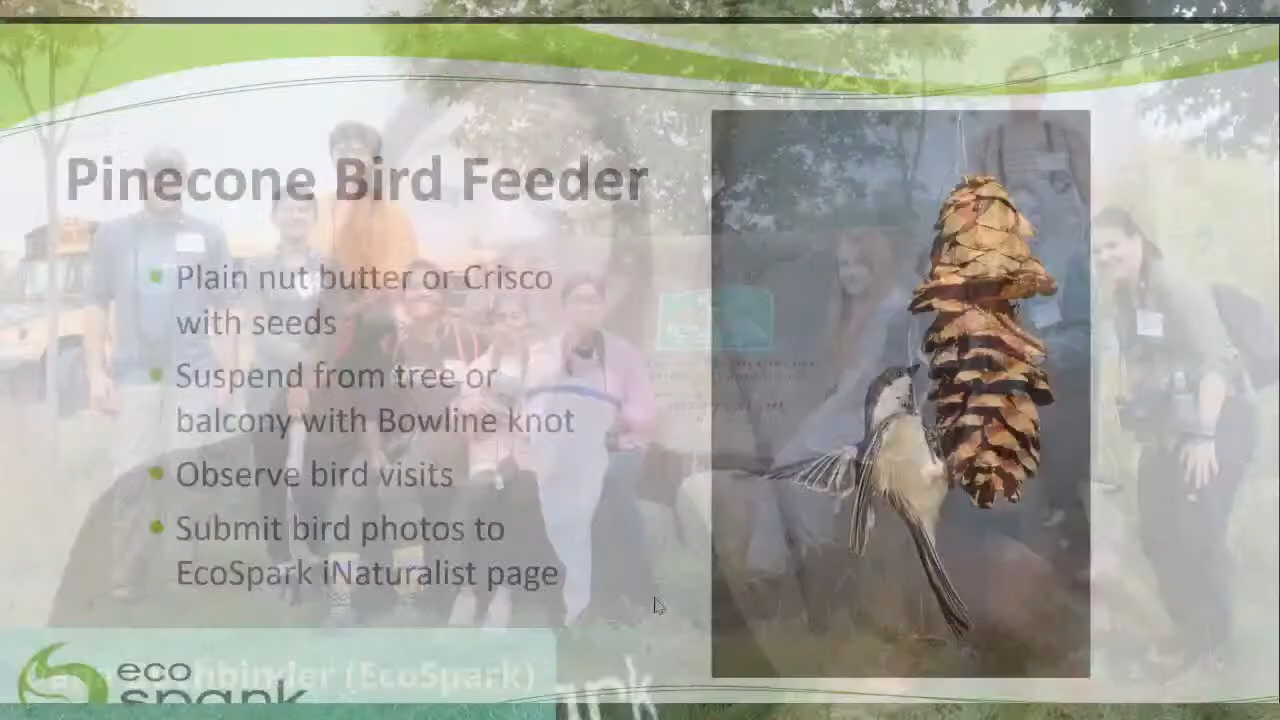 Pinecone Bird Feeder
Plain nut butter or Crisco
with seeds
Suspend from tree or
balcony with Bowline knot
Observe bird visits
Submit bird photos to
EcoSpark iNaturalist page
(EcoSpark)
eco
spark